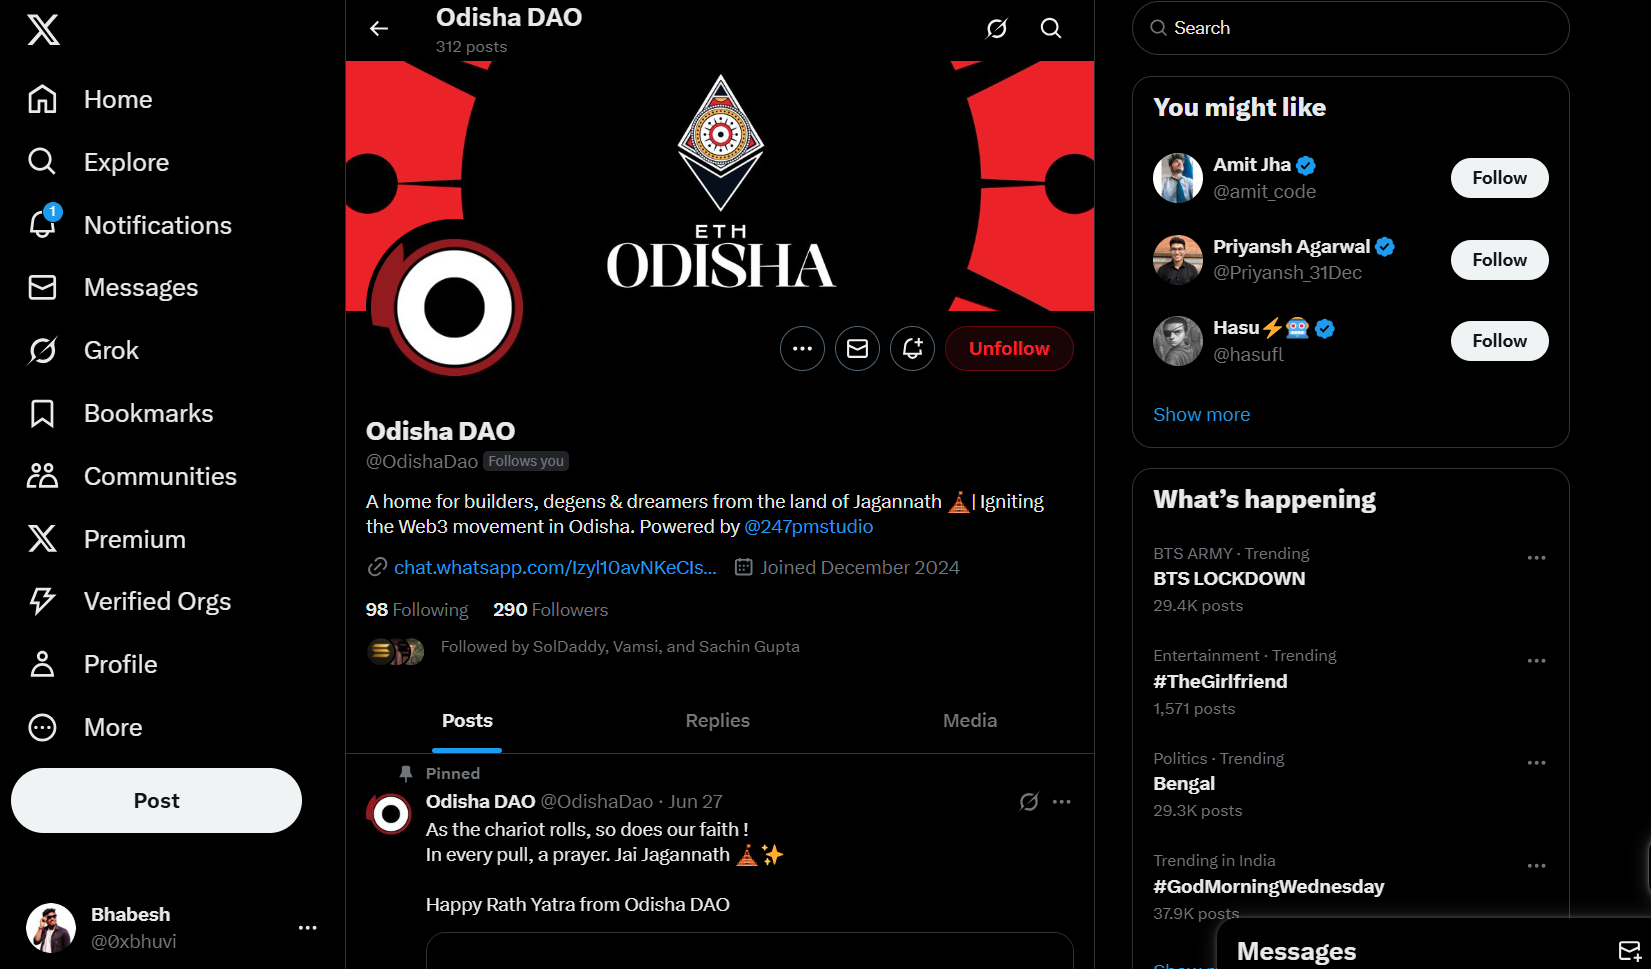 Home
Explore
1
Notifications
Messages
Grok
Bookmarks
Communities
Premium
Verified Orgs
Profile
More
Post
Bhabesh
@0xbhuvi
Odisha DAO
312 posts
ETH
ODISHA
Unfollow
Odisha DAO
@OdishaDao Follows you
A home for builders, degens & dreamers from the land of Jagannath 🛕| Igniting
the Web3 movement in Odisha. Powered by @247pmstudio
chat.whatsapp.com/Izyl10avNKeCIs... Joined December 2024
98 Following 290 Followers
Followed by SolDaddy, Vamsi, and Sachin Gupta
Posts Replies Media
Pinned
Odisha DAO @OdishaDao · Jun 27
As the chariot rolls, so does our faith !
In every pull, a prayer. Jai Jagannath 🛕✨
Happy Rath Yatra from Odisha DAO
Search
You might like
Amit Jha
@amit_code
Follow
Priyansh Agarwal
@Priyansh_31Dec
Follow
Hasu⚡🤖
@hasufl
Follow
Show more
What's happening
BTS ARMY · Trending
BTS LOCKDOWN
29.4K posts
Entertainment · Trending
#TheGirlfriend
1,571 posts
Politics · Trending
Bengal
29.3K posts
Trending in India
#GodMorningWednesday
37.9K posts
Messages